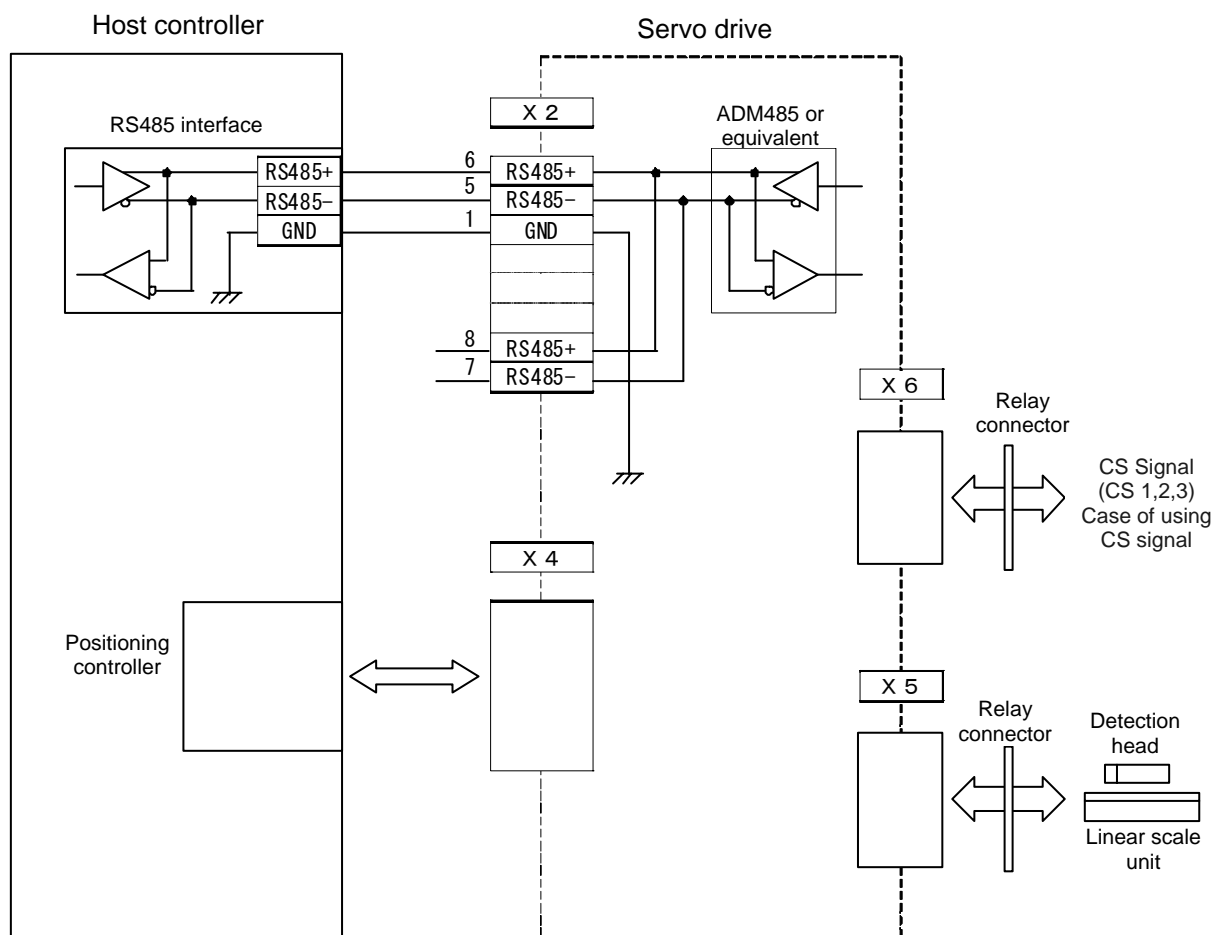 Host controller
Servo drive
X 2
RS485 interface
ADM485 or
equivalent
RS485+
6
RS485+
RS485-
5
RS485-
GND
1
GND
8
RS485+
7
RS485-
X 6
Relay
connector
CS Signal
(CS 1,2,3)
Case of using
CS signal
X 4
Positioning
controller
X 5
Relay
connector
Detection
head
Linear scale
unit